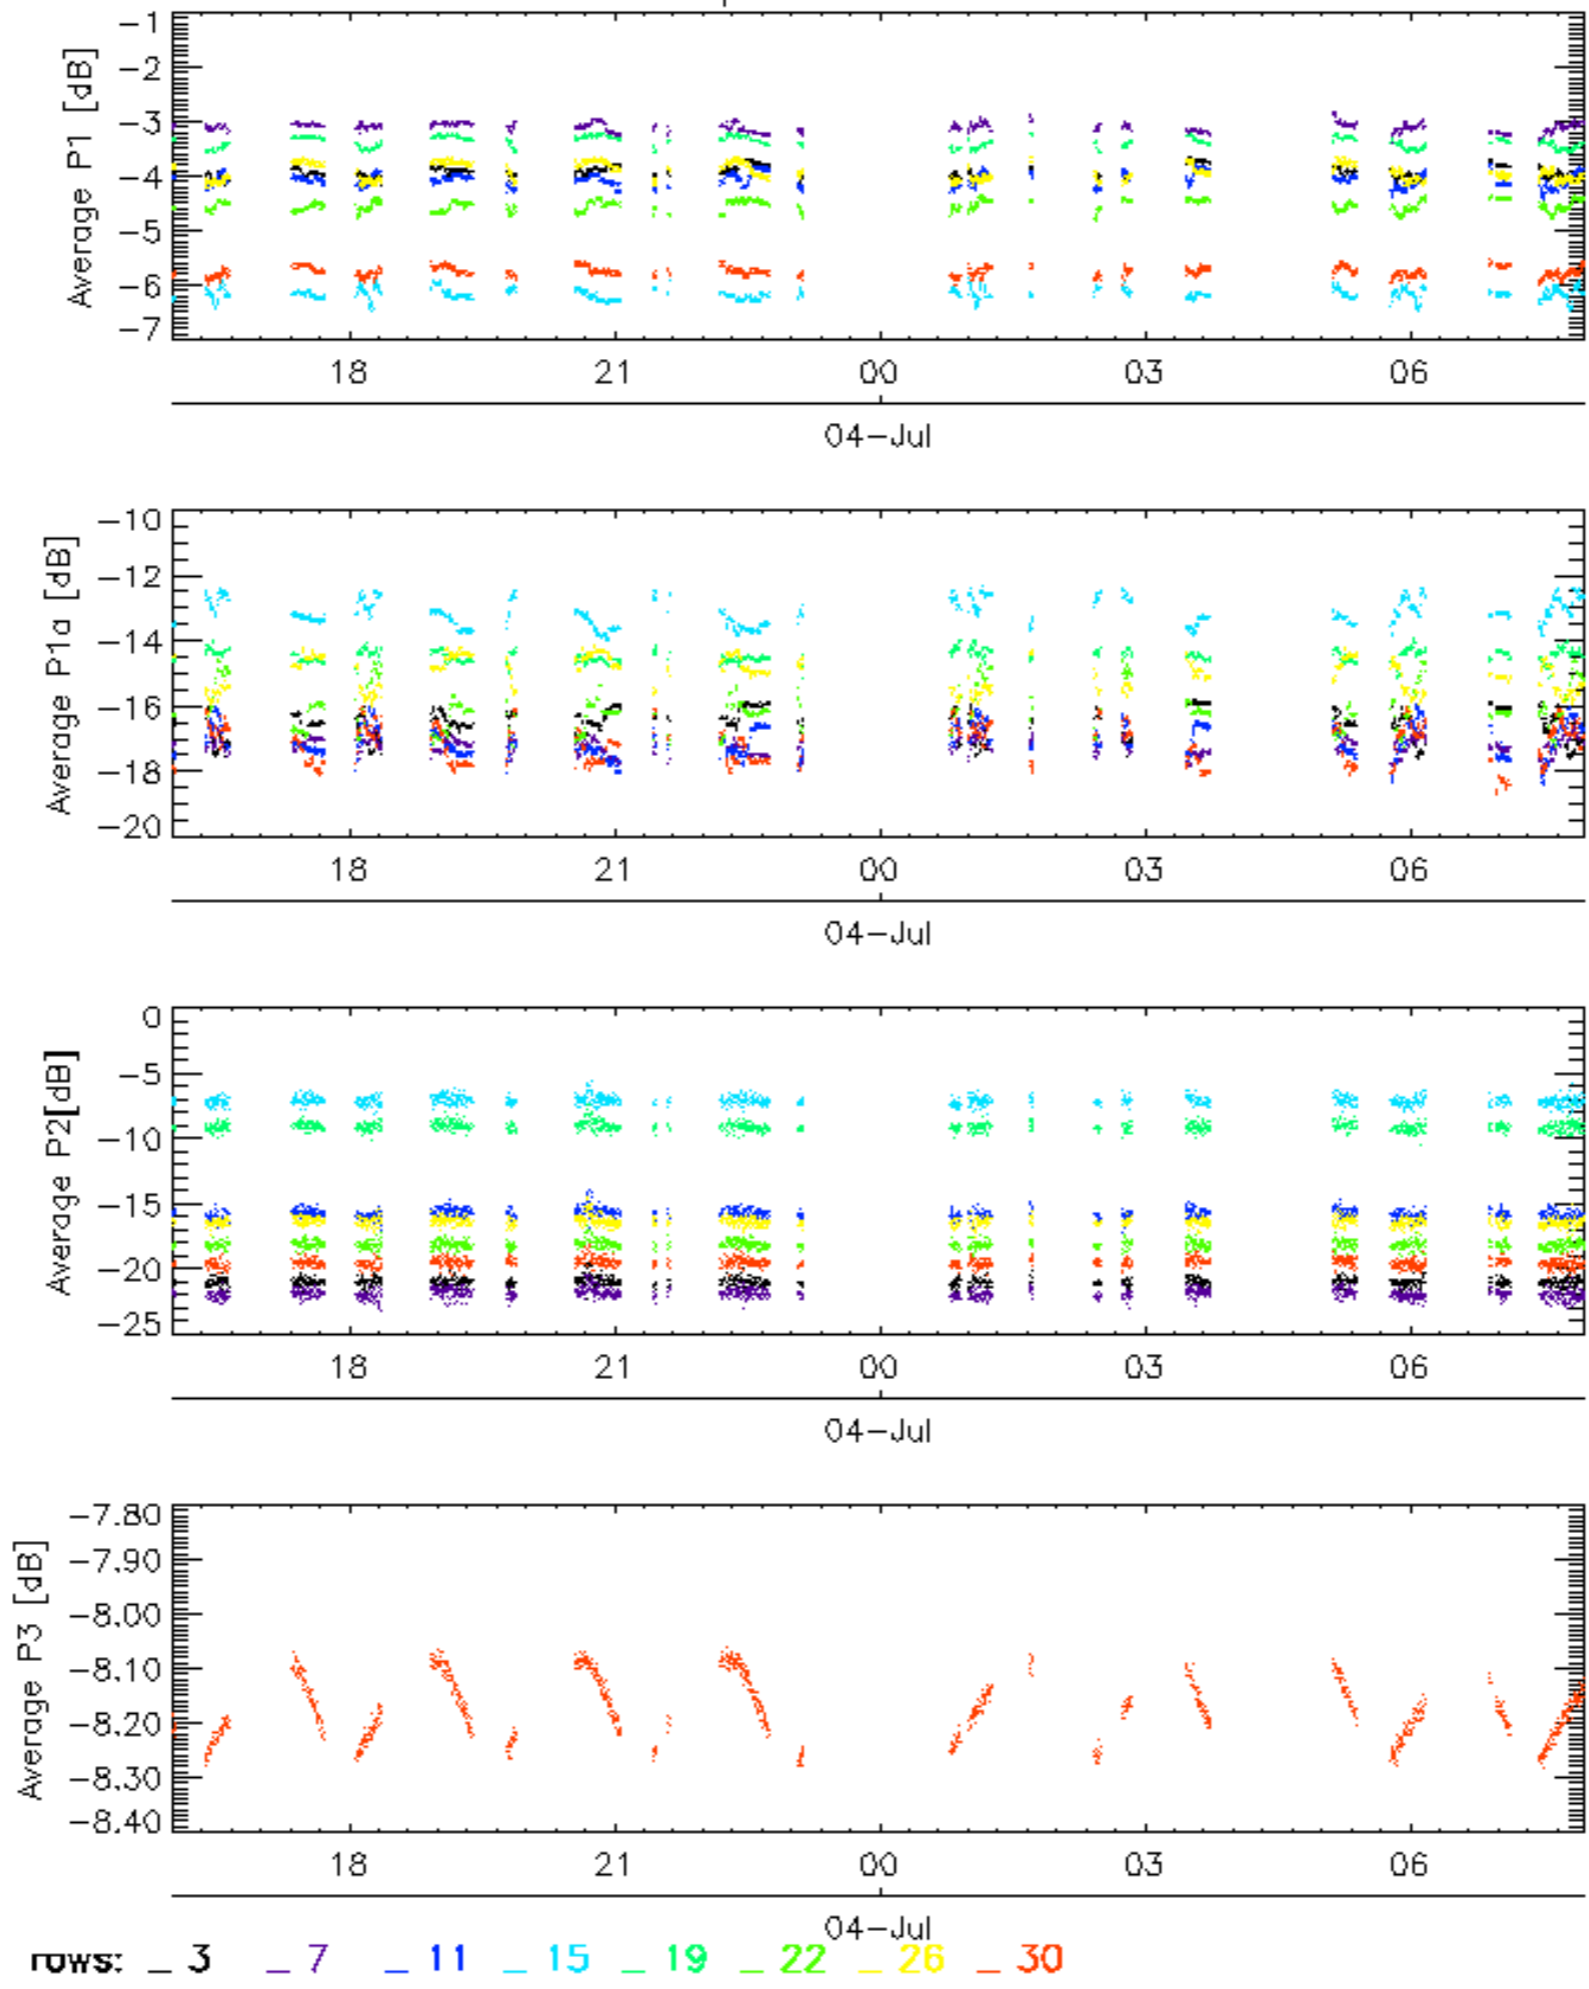 Average P1 [dB]
-1
-2
-3
-4
-5
-6
-7
18 21 00 03 06
04-Jul
Average P1a [dB]
-10
-12
-14
-16
-18
-20
18 21 00 03 06
04-Jul
Average P2[dB]
0
-5
-10
-15
-20
-25
18 21 00 03 06
04-Jul
Average P3 [dB]
-7.80
-7.90
-8.00
-8.10
-8.20
-8.30
-8.40
18 21 00 03 06
04-Jul
rows: _ 3 _ 7 _ 11 _ 15 _ 19 _ 22 _ 26 _ 30